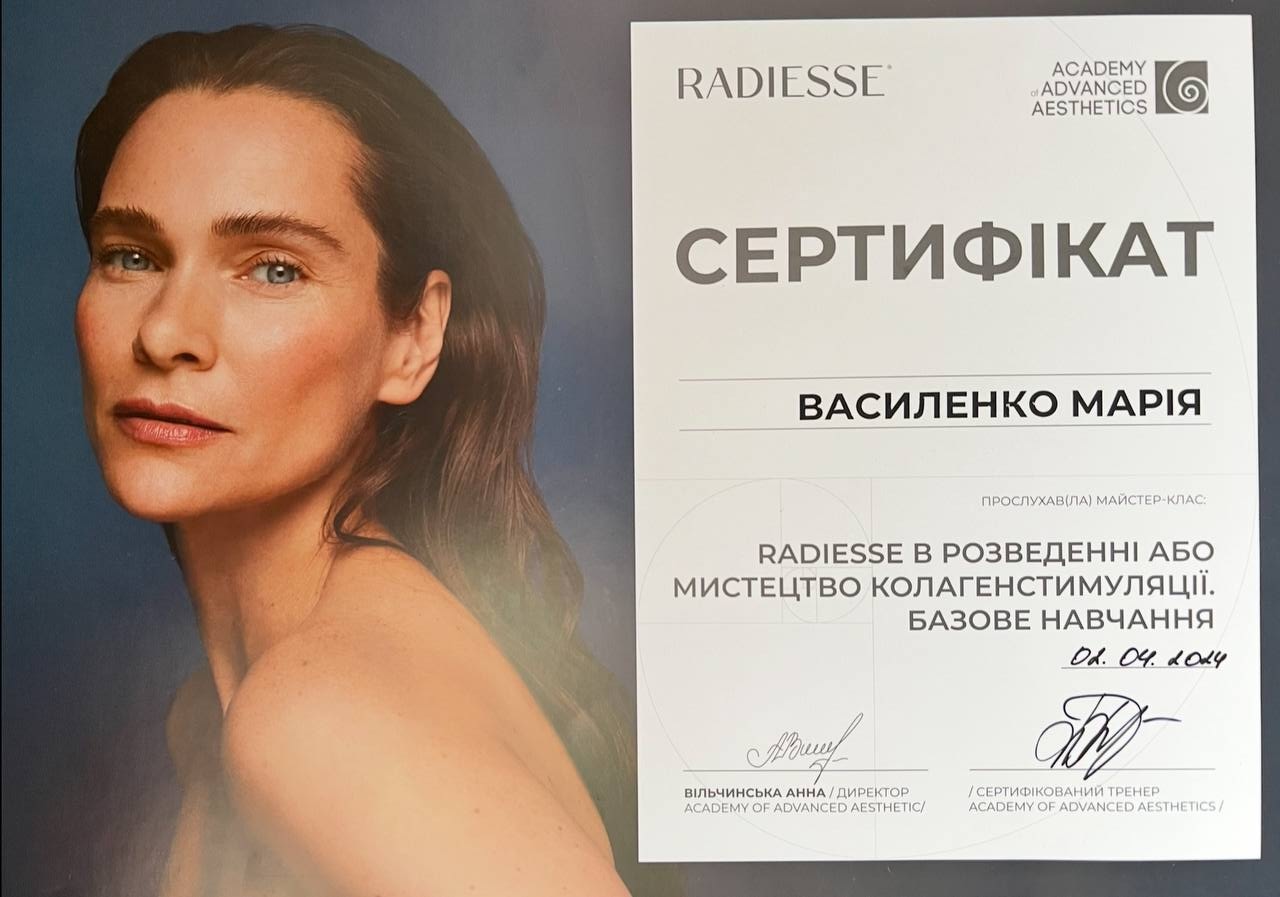 RADIESSE®
ACADEMY
of ADVANCED
AESTHETICS
СЕРТИФІКАТ
ВАСИЛЕНКО МАРІЯ
ПРОСЛУХАВ(ЛА) МАЙСТЕР-КЛАС:
RADIESSE В РОЗВЕДЕННІ АБО
МИСТЕЦТВО КОЛАГЕНСТИМУЛЯЦІЇ.
БАЗОВЕ НАВЧАННЯ
02. 04. 2024
ВІЛЬЧИНСЬКА АННА / ДИРЕКТОР
ACADEMY OF ADVANCED AESTHETIC/
/ СЕРТИФІКОВАНИЙ ТРЕНЕР
ACADEMY OF ADVANCED AESTHETICS /